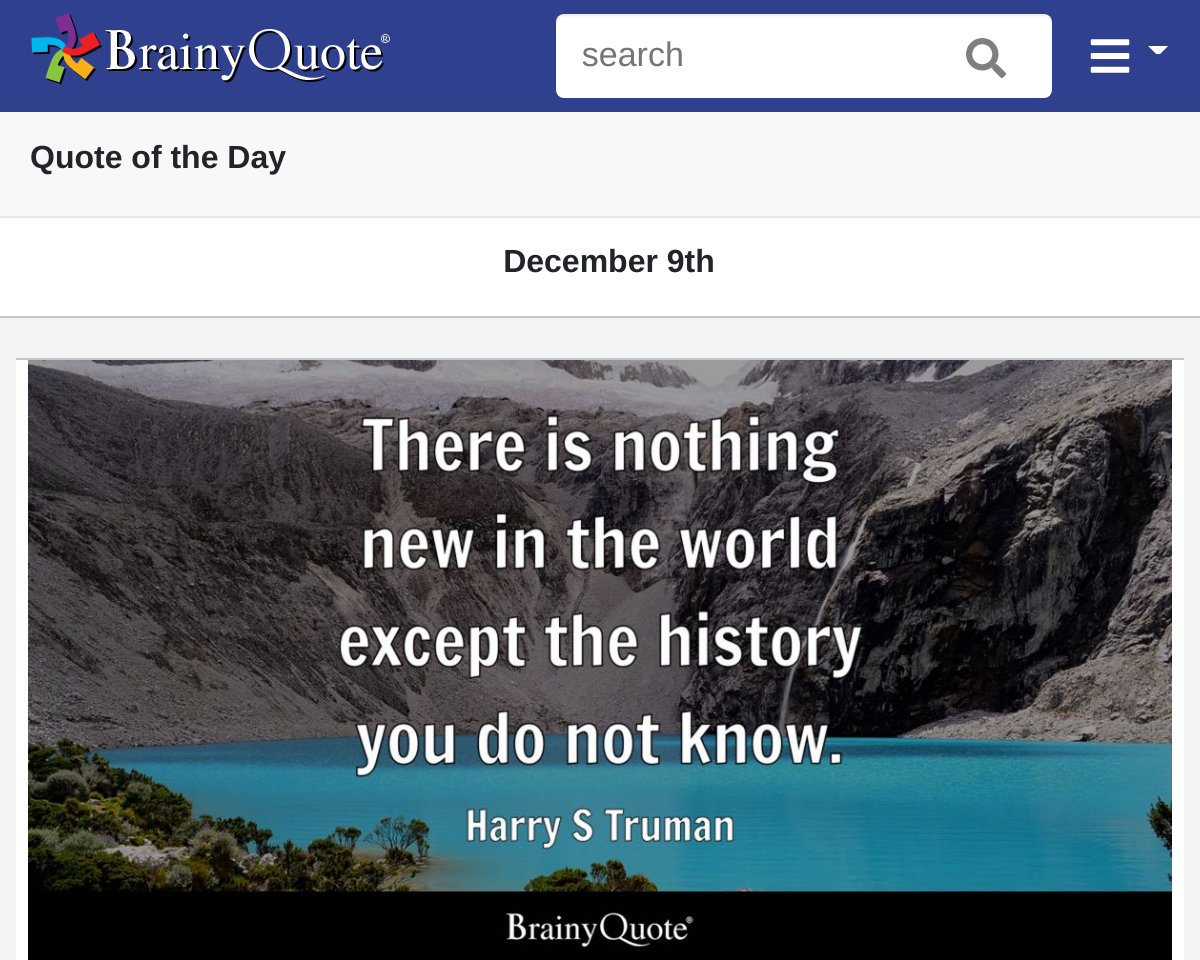 BrainyQuote®
search
Quote of the Day
December 9th
There is nothing
new in the world
except the history
you do not know.
Harry S Truman
BrainyQuote®